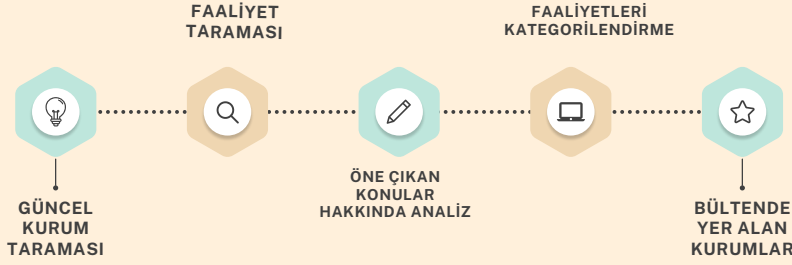 FAALİYET
TARAMASI
FAALİYETLERİ
KATEGORİLENDİRME
GÜNCEL
KURUM
TARAMASI
ÖNE ÇIKAN
KONULAR
HAKKINDA ANALİZ
BÜLTENDE
YER ALAN
KURUMLAR